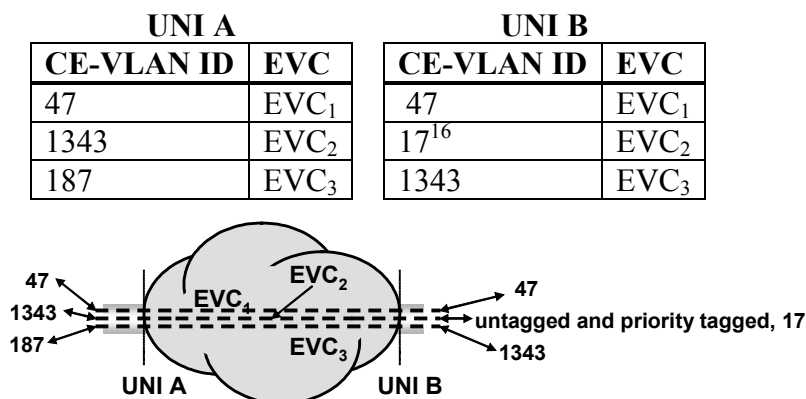 UNI A UNI B
CE-VLAN ID EVC CE-VLAN ID EVC
47 EVC₁ 47 EVC₁
1343 EVC₂ 17¹⁶ EVC₂
187 EVC₃ 1343 EVC₃
47 EVC₂ 47
1343 EVC₁ untagged and priority tagged, 17
187 EVC₃ 1343
UNI A UNI B